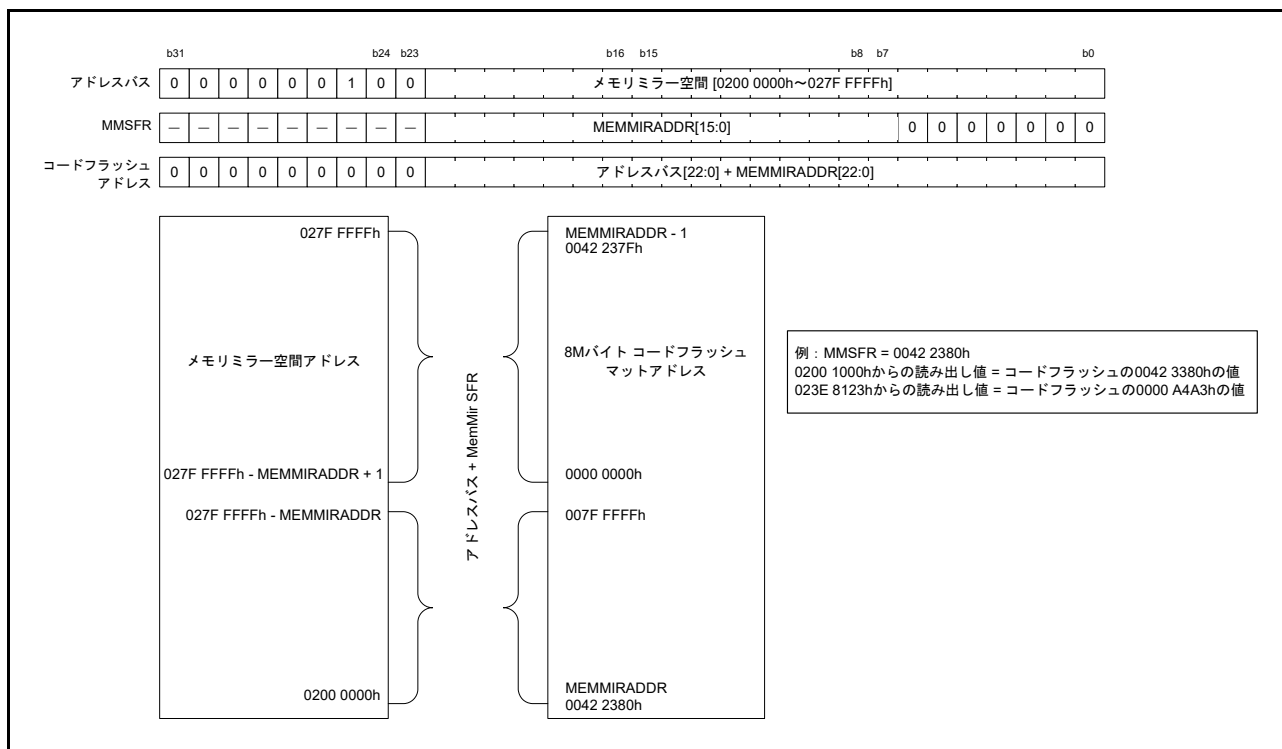 b31 b24 b23 b16 b15 b8 b7 b0
アドレスバス 0 0 0 0 0 0 1 0 0 メモリミラー空間 [0200 0000h～027F FFFFh]
MMSFR － － － － － － － － － MEMMIRADDR[15:0] 0 0 0 0 0 0 0
コードフラッシュ
アドレス 0 0 0 0 0 0 0 0 0 アドレスバス[22:0] + MEMMIRADDR[22:0]
027F FFFFh
メモリミラー空間アドレス
027F FFFFh - MEMMIRADDR + 1
027F FFFFh - MEMMIRADDR
0200 0000h
アドレスバス + MemMir SFR
MEMMIRADDR - 1
0042 237Fh
8Mバイト コードフラッシュ
マットアドレス
0000 0000h
007F FFFFh
MEMMIRADDR
0042 2380h
例：MMSFR = 0042 2380h
0200 1000hからの読み出し値 = コードフラッシュの0042 3380hの値
023E 8123hからの読み出し値 = コードフラッシュの0000 A4A3hの値